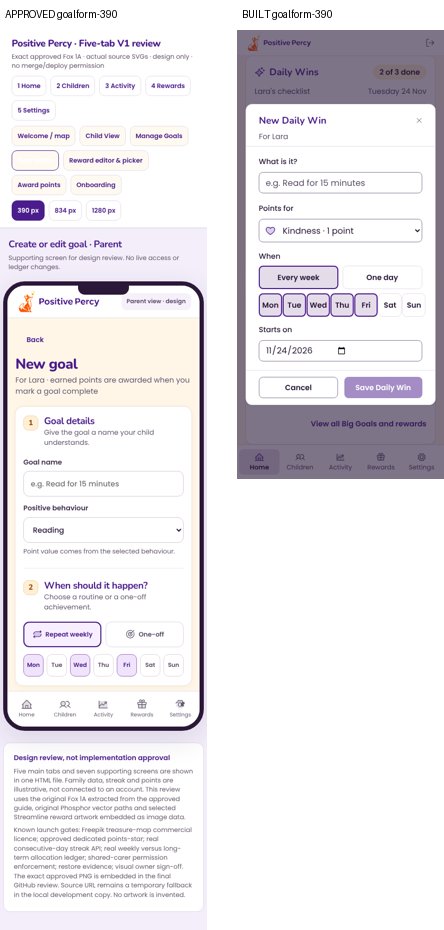 APPROVED goalform-390
Positive Percy · Five-tab V1 review
Exact approved Fox 1A · actual source SVGs · design only ·
no merge/deploy permission
1 Home
2 Children
3 Activity
4 Rewards
5 Settings
Welcome / map
Child View
Manage Goals
Reward editor & picker
Award points
Onboarding
390 px
834 px
1280 px
Create or edit goal · Parent
Supporting screen for design review. No live access or
ledger changes.
Positive Percy
Parent view · design
Back
New goal
For Lara · earned points are awarded when you
mark a goal complete
1
Goal details
Give the goal a name your child
understands.
Goal name
e.g. Read for 15 minutes
Positive behaviour
Reading
Point value comes from the selected behaviour.
2
When should it happen?
Choose a routine or a one-off
achievement.
Repeat weekly
One-off
Mon
Tue
Wed
Thu
Fri
Sat
Sun
Home
Children
Activity
Rewards
Settings
Design review, not implementation approval
Five main tabs and seven supporting screens are shown
in one HTML file. Family data, streak and points are
illustrative, not connected to an account. This review
uses the original Fox 1A extracted from the approved
guide, original Phosphor vector paths and selected
Streamline reward artwork embedded as image data.
Known launch gates: Freepik treasure-map commercial
licence; approved dedicated points-star; real
consecutive-day streak API; real weekly versus long-
term allocation ledger; shared-carer permission
enforcement; restore evidence; visual owner sign-off.
The exact approved PNG is embedded in the final
GitHub review. Source URL remains a temporary fallback
in the local development copy. No artwork is invented.
BUILT goalform-390
Positive Percy
Daily Wins
2 of 3 done
Lara's checklist
Tuesday 24 Nov
New Daily Win
×
For Lara
What is it?
e.g. Read for 15 minutes
Points for
Kindness · 1 point
When
Every week
One day
Mon
Tue
Wed
Thu
Fri
Sat
Sun
Starts on
11/24/2026
Cancel
Save Daily Win
View all Big Goals and rewards
Home
Children
Activity
Rewards
Settings